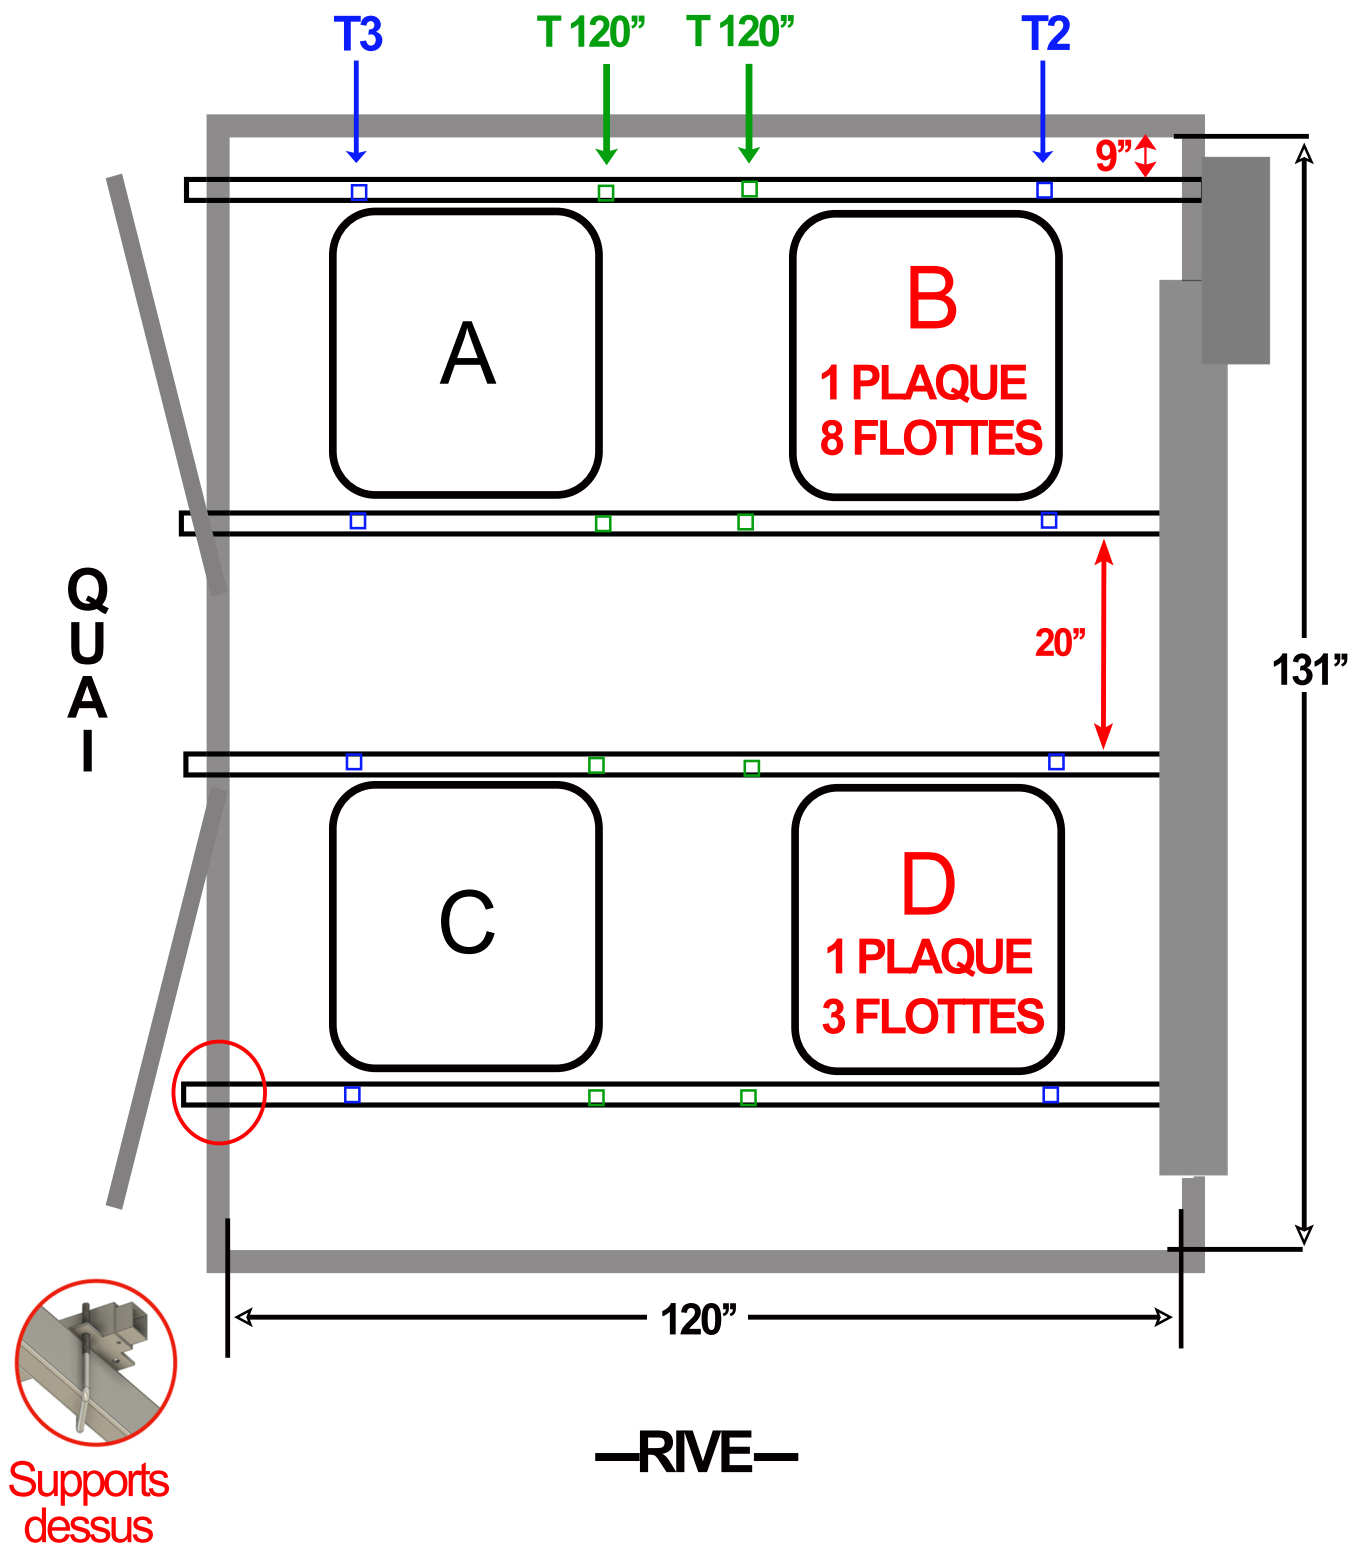 T3
T 120”
T 120”
T2
9”
A
B
1 PLAQUE
8 FLOTTES
QUAI
20”
131”
C
D
1 PLAQUE
3 FLOTTES
120”
—RIVE—
Supports
dessus